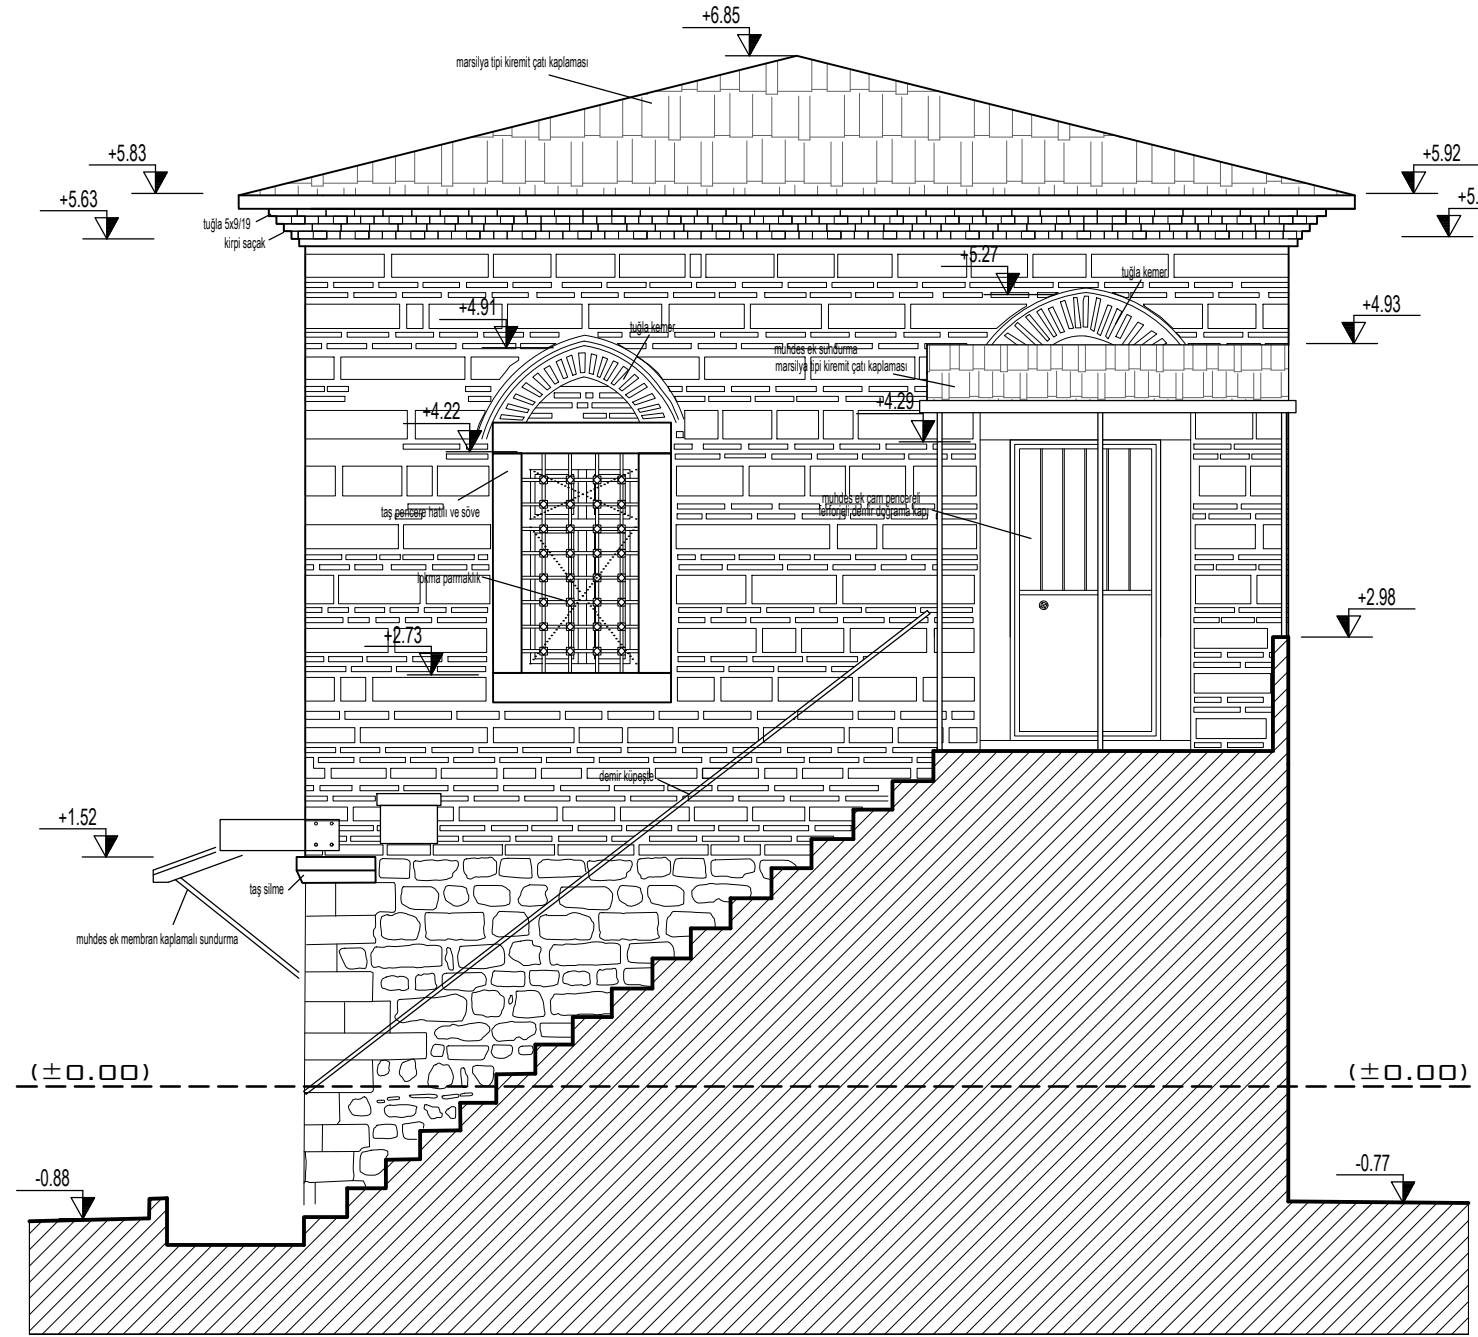 +6.85
marsilya tipi kiremit çatı kaplaması
+5.83
+5.92
+5.63
+5.
tuğla 5x9/19
kirpi saçak
+5.27
tuğla kemer
+4.91
+4.93
tuğla kemer
muhdes ek sundurma
marsilya tipi kiremit çatı kaplaması
+4.22
+4.29
muhdes ek cam pencereli
ferforjeli demir doğrama kapı
taş pencere hatılı ve söve
lokma parmaklık
+2.98
+2.73
demir küpeşte
+1.52
taş silme
muhdes ek membran kaplamalı sundurma
(±0.00)
(±0.00)
-0.88
-0.77